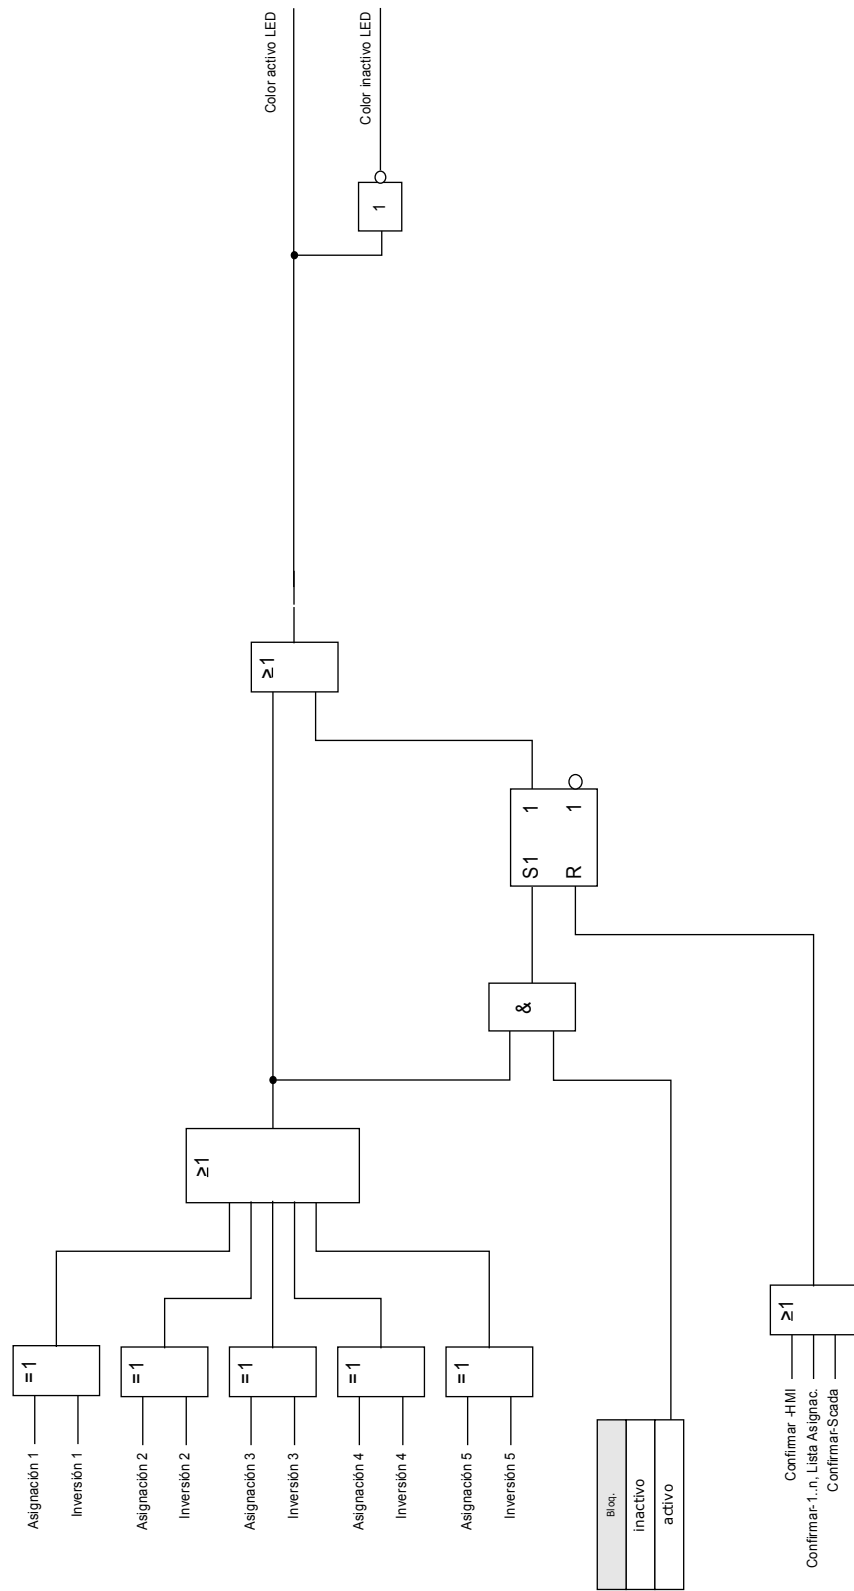 Color activo LED
Color inactivo LED
1
≥1
S1 1
R 1
&
≥1
=1
=1
=1
=1
=1
≥1
Asignación 1
Inversión 1
Asignación 2
Inversión 2
Asignación 3
Inversión 3
Asignación 4
Inversión 4
Asignación 5
Inversión 5
Bloq.
inactivo
activo
Confirmar -HMI
Confirmar-1..n, Lista Asignac.
Confirmar-Scada